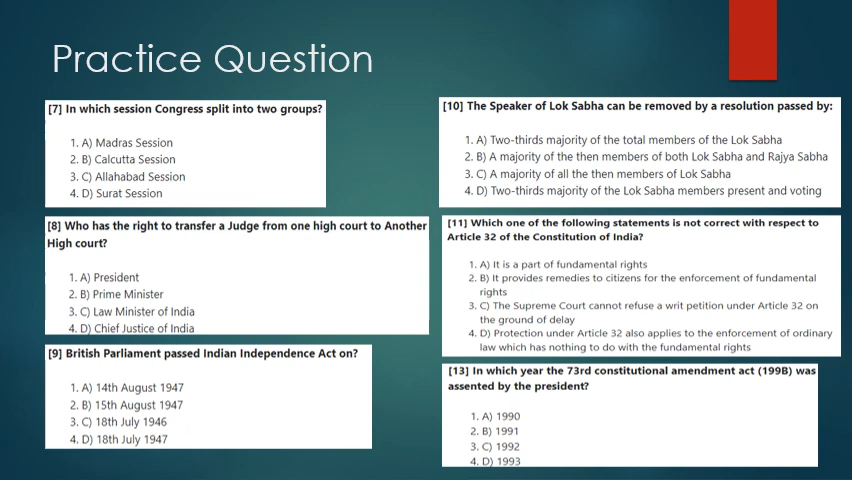 Practice Question
[7] In which session Congress split into two groups?
1. A) Madras Session
2. B) Calcutta Session
3. C) Allahabad Session
4. D) Surat Session
[8] Who has the right to transfer a Judge from one high court to Another
High court?
1. A) President
2. B) Prime Minister
3. C) Law Minister of India
4. D) Chief Justice of India
[9] British Parliament passed Indian Independence Act on?
1. A) 14th August 1947
2. B) 15th August 1947
3. C) 18th July 1946
4. D) 18th July 1947
[10] The Speaker of Lok Sabha can be removed by a resolution passed by:
1. A) Two-thirds majority of the total members of the Lok Sabha
2. B) A majority of the then members of both Lok Sabha and Rajya Sabha
3. C) A majority of all the then members of Lok Sabha
4. D) Two-thirds majority of the Lok Sabha members present and voting
[11] Which one of the following statements is not correct with respect to
Article 32 of the Constitution of India?
1. A) It is a part of fundamental rights
2. B) It provides remedies to citizens for the enforcement of fundamental
rights
3. C) The Supreme Court cannot refuse a writ petition under Article 32 on
the ground of delay
4. D) Protection under Article 32 also applies to the enforcement of ordinary
law which has nothing to do with the fundamental rights
[13] In which year the 73rd constitutional amendment act (199B) was
assented by the president?
1. A) 1990
2. B) 1991
3. C) 1992
4. D) 1993